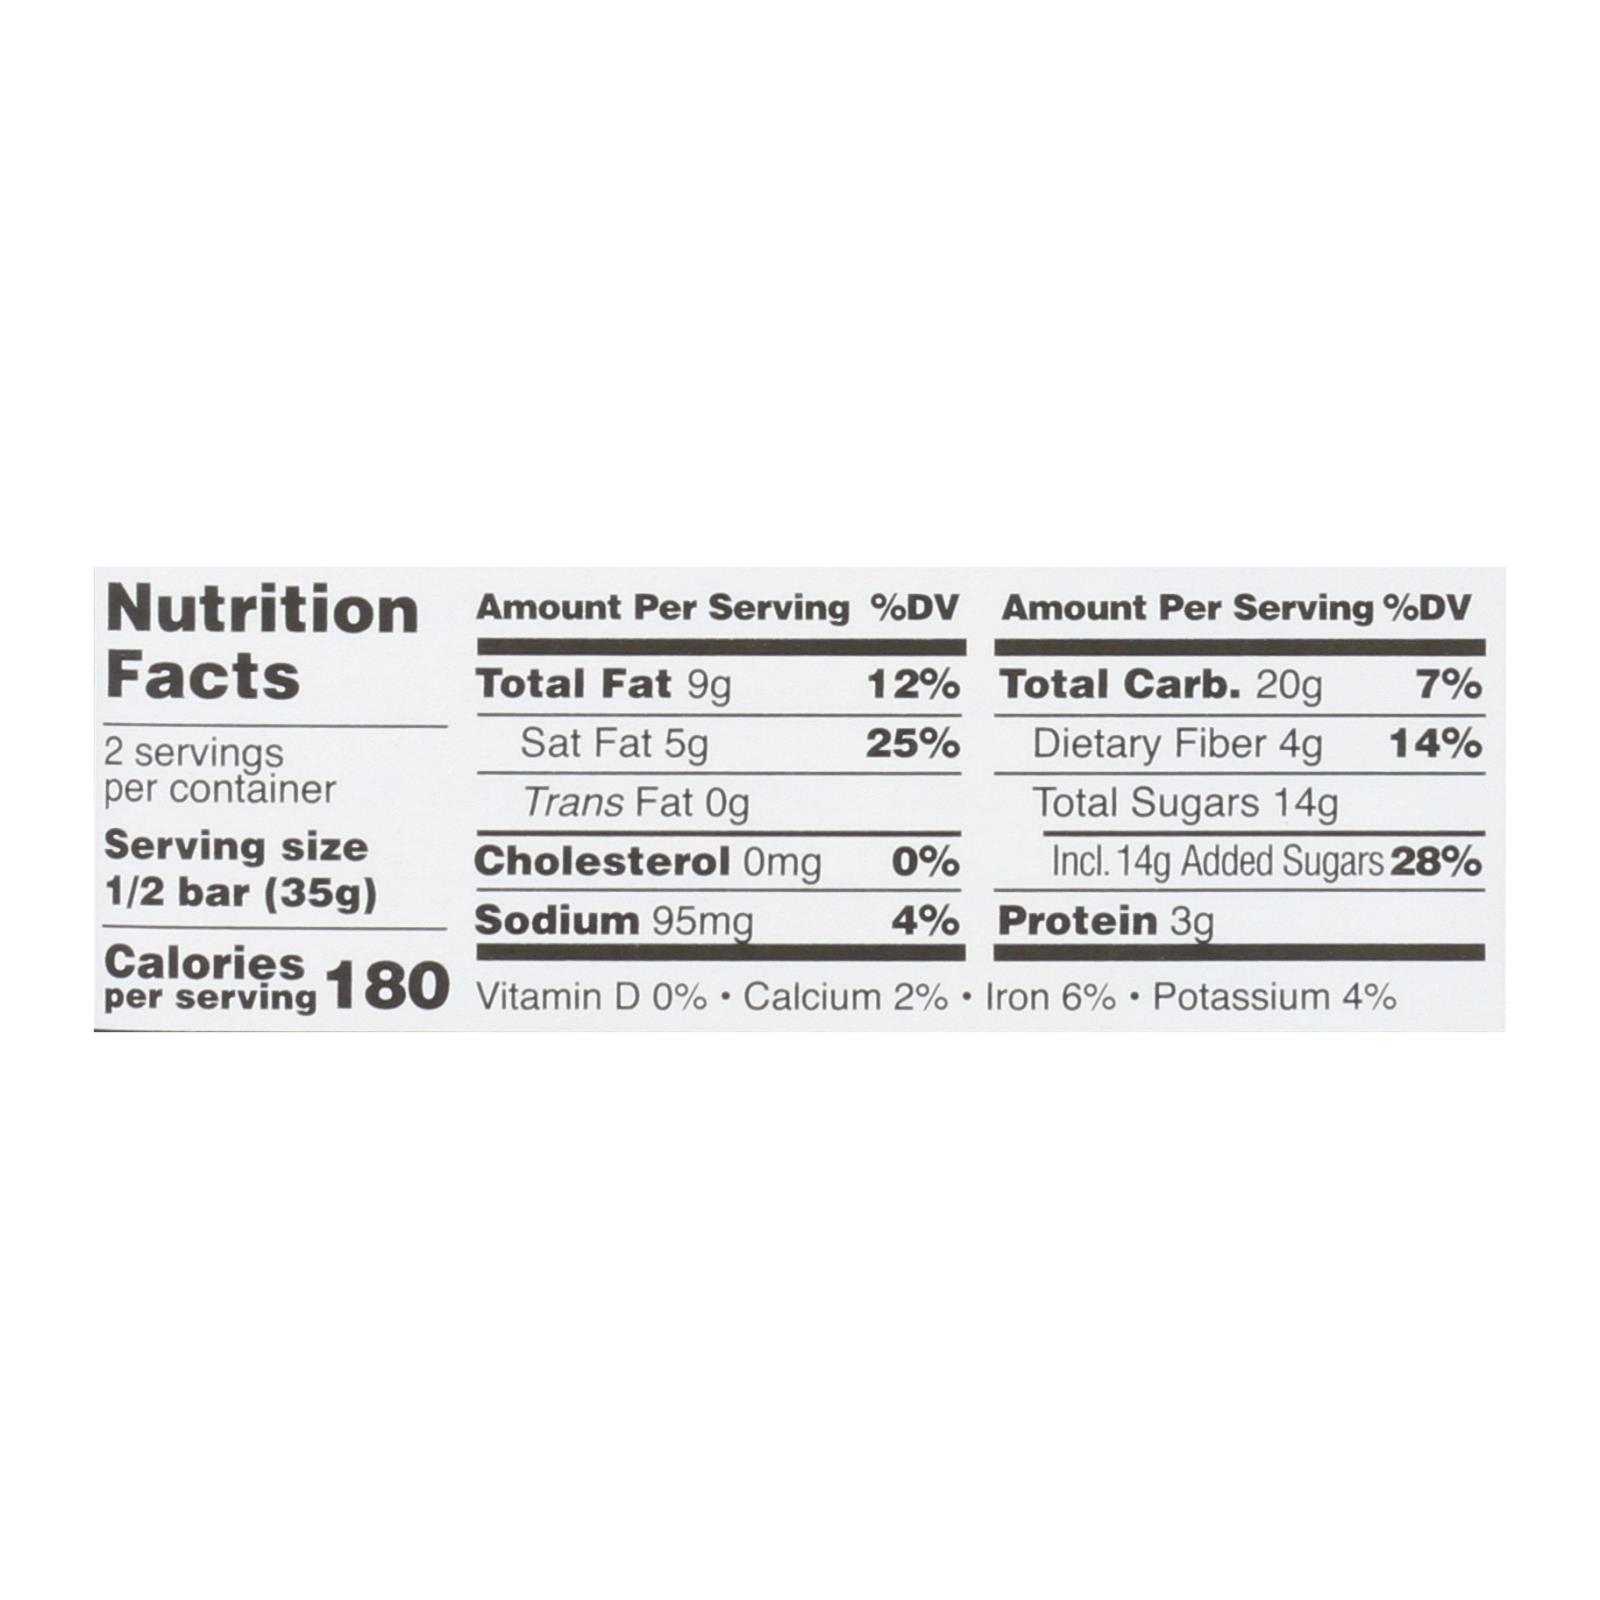 Nutrition
Facts
2 servings
per container
Serving size
1/2 bar (35g)
Calories
per serving 180
Amount Per Serving %DV
Total Fat 9g 12%
Sat Fat 5g 25%
Trans Fat 0g
Cholesterol 0mg 0%
Sodium 95mg 4%
Amount Per Serving %DV
Total Carb. 20g 7%
Dietary Fiber 4g 14%
Total Sugars 14g
Incl. 14g Added Sugars 28%
Protein 3g
Vitamin D 0% • Calcium 2% • Iron 6% • Potassium 4%